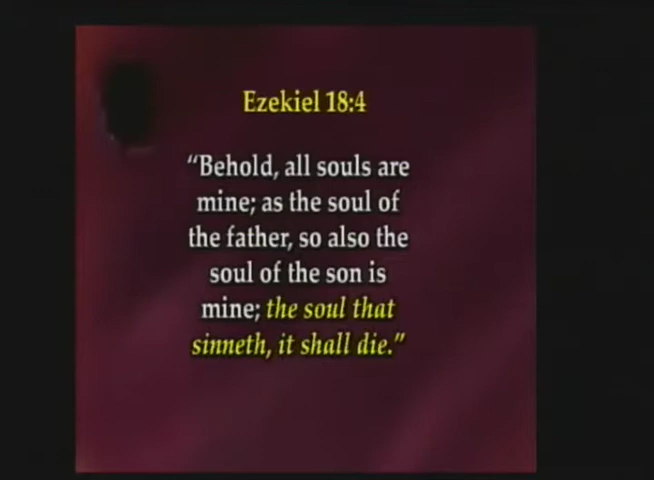 Ezekiel 18:4
“Behold, all souls are
mine; as the soul of
the father, so also the
soul of the son is
mine; the soul that
sinneth, it shall die.”